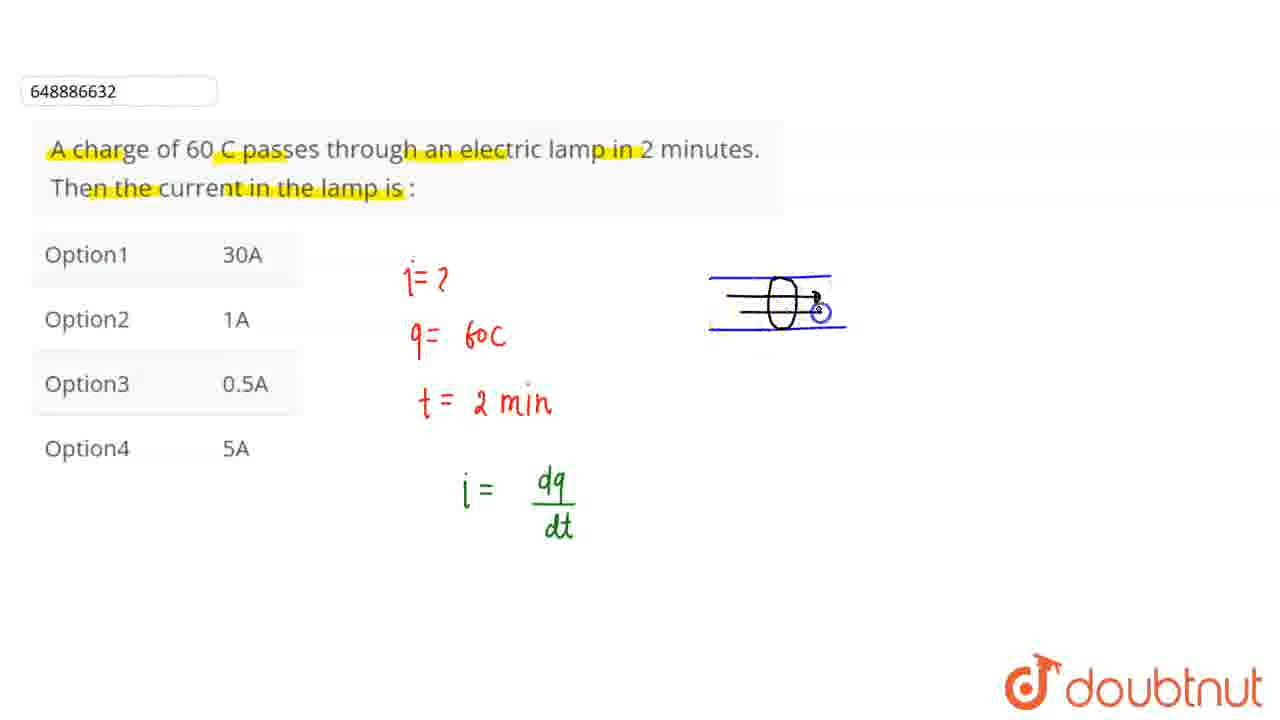 648886632
A charge of 60 C passes through an electric lamp in 2 minutes.
Then the current in the lamp is :
Option1 30A
Option2 1A
Option3 0.5A
Option4 5A
i= ?
q= 60C
t = 2 min
i = dq
dt
doubtnut